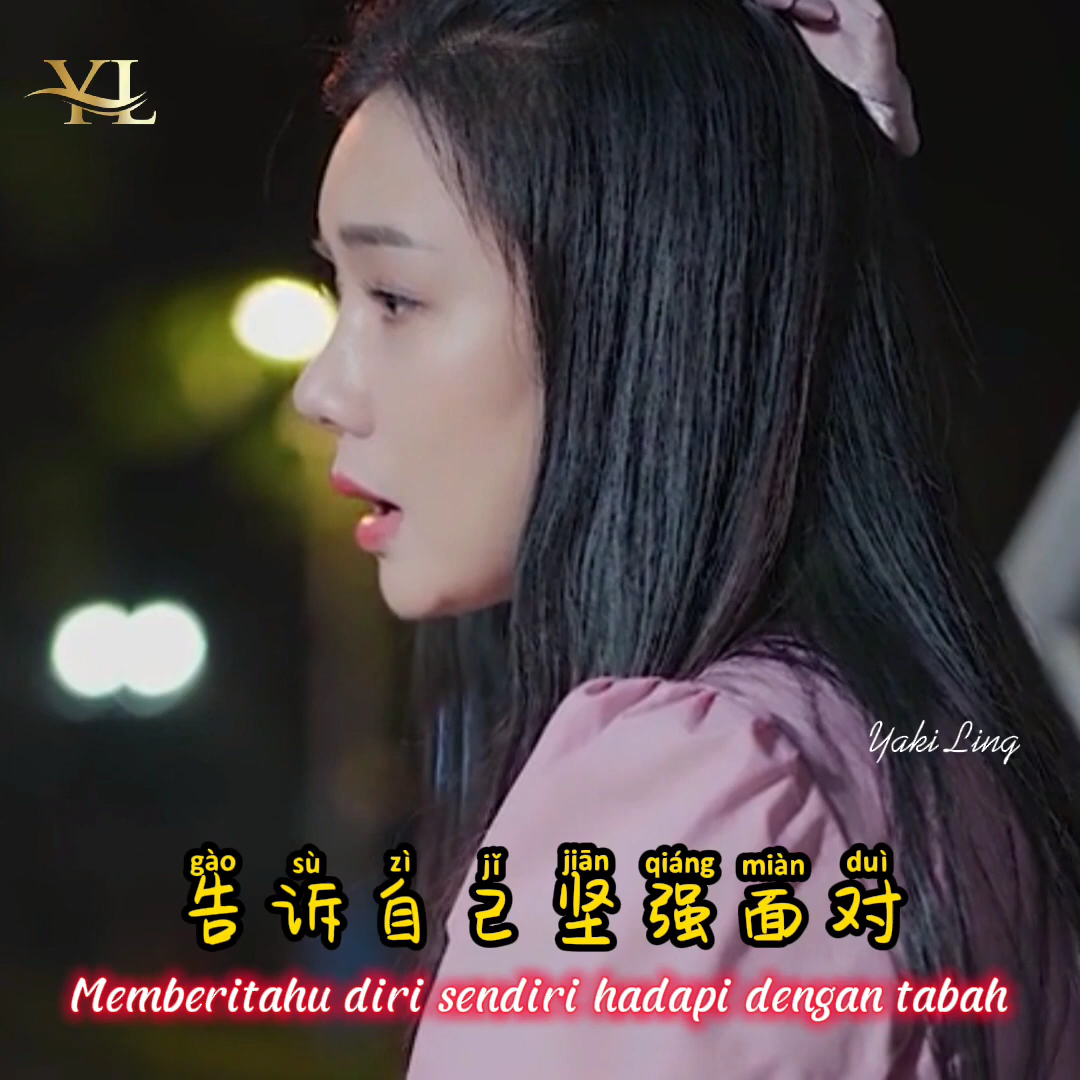 YL
Yaki Ling
gào sù zì jǐ jiān qiáng miàn duì
告诉自己坚强面对
Memberitahu diri sendiri hadapi dengan tabah